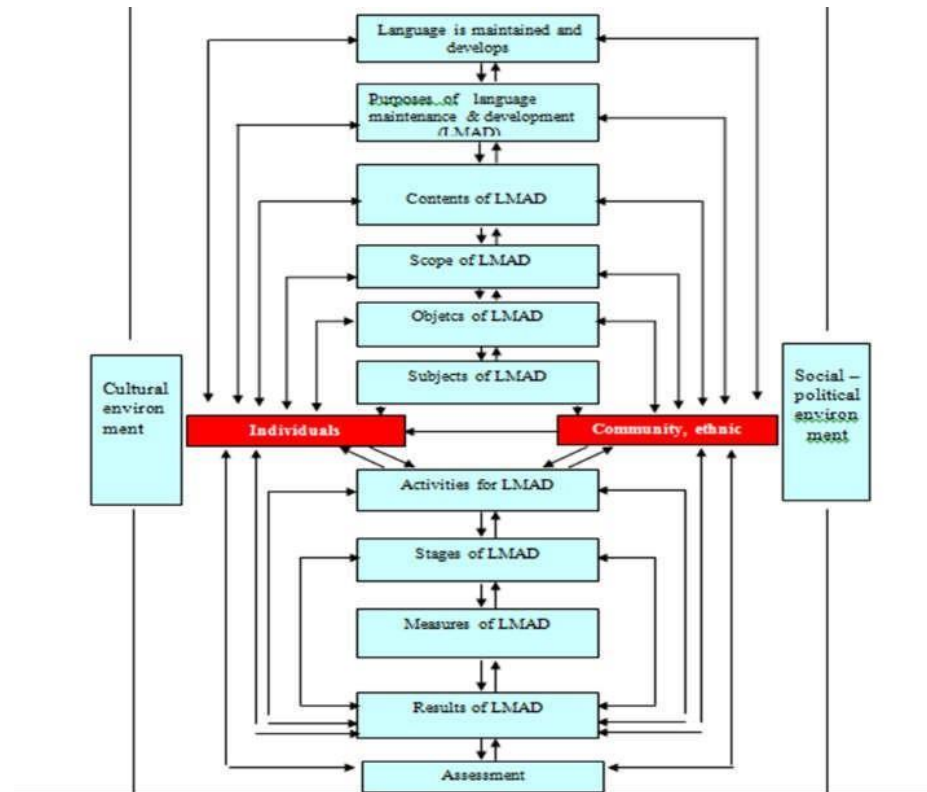 Language is maintained and
develops
Purposes of language
maintenance & development
(LMAD)
Contents of LMAD
Scope of LMAD
Objetcs of LMAD
Subjects of LMAD
Cultural
environ
ment
Individuals
Community, ethnic
Social –
political
environ
ment
Activities for LMAD
Stages of LMAD
Measures of LMAD
Results of LMAD
Assessment